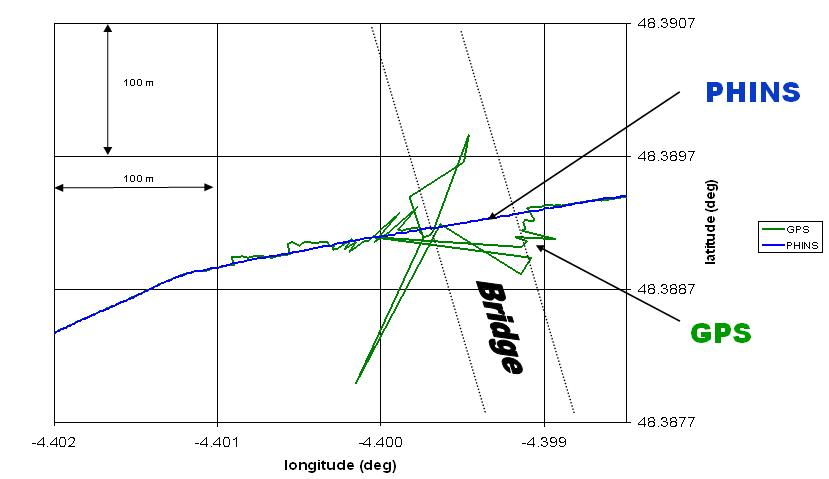 48.3907
100 m
PHINS
48.3897
100 m
latitude (deg)
GPS
PHINS
48.3887
Bridge
GPS
48.3877
-4.402
-4.401
-4.400
-4.399
longitude (deg)